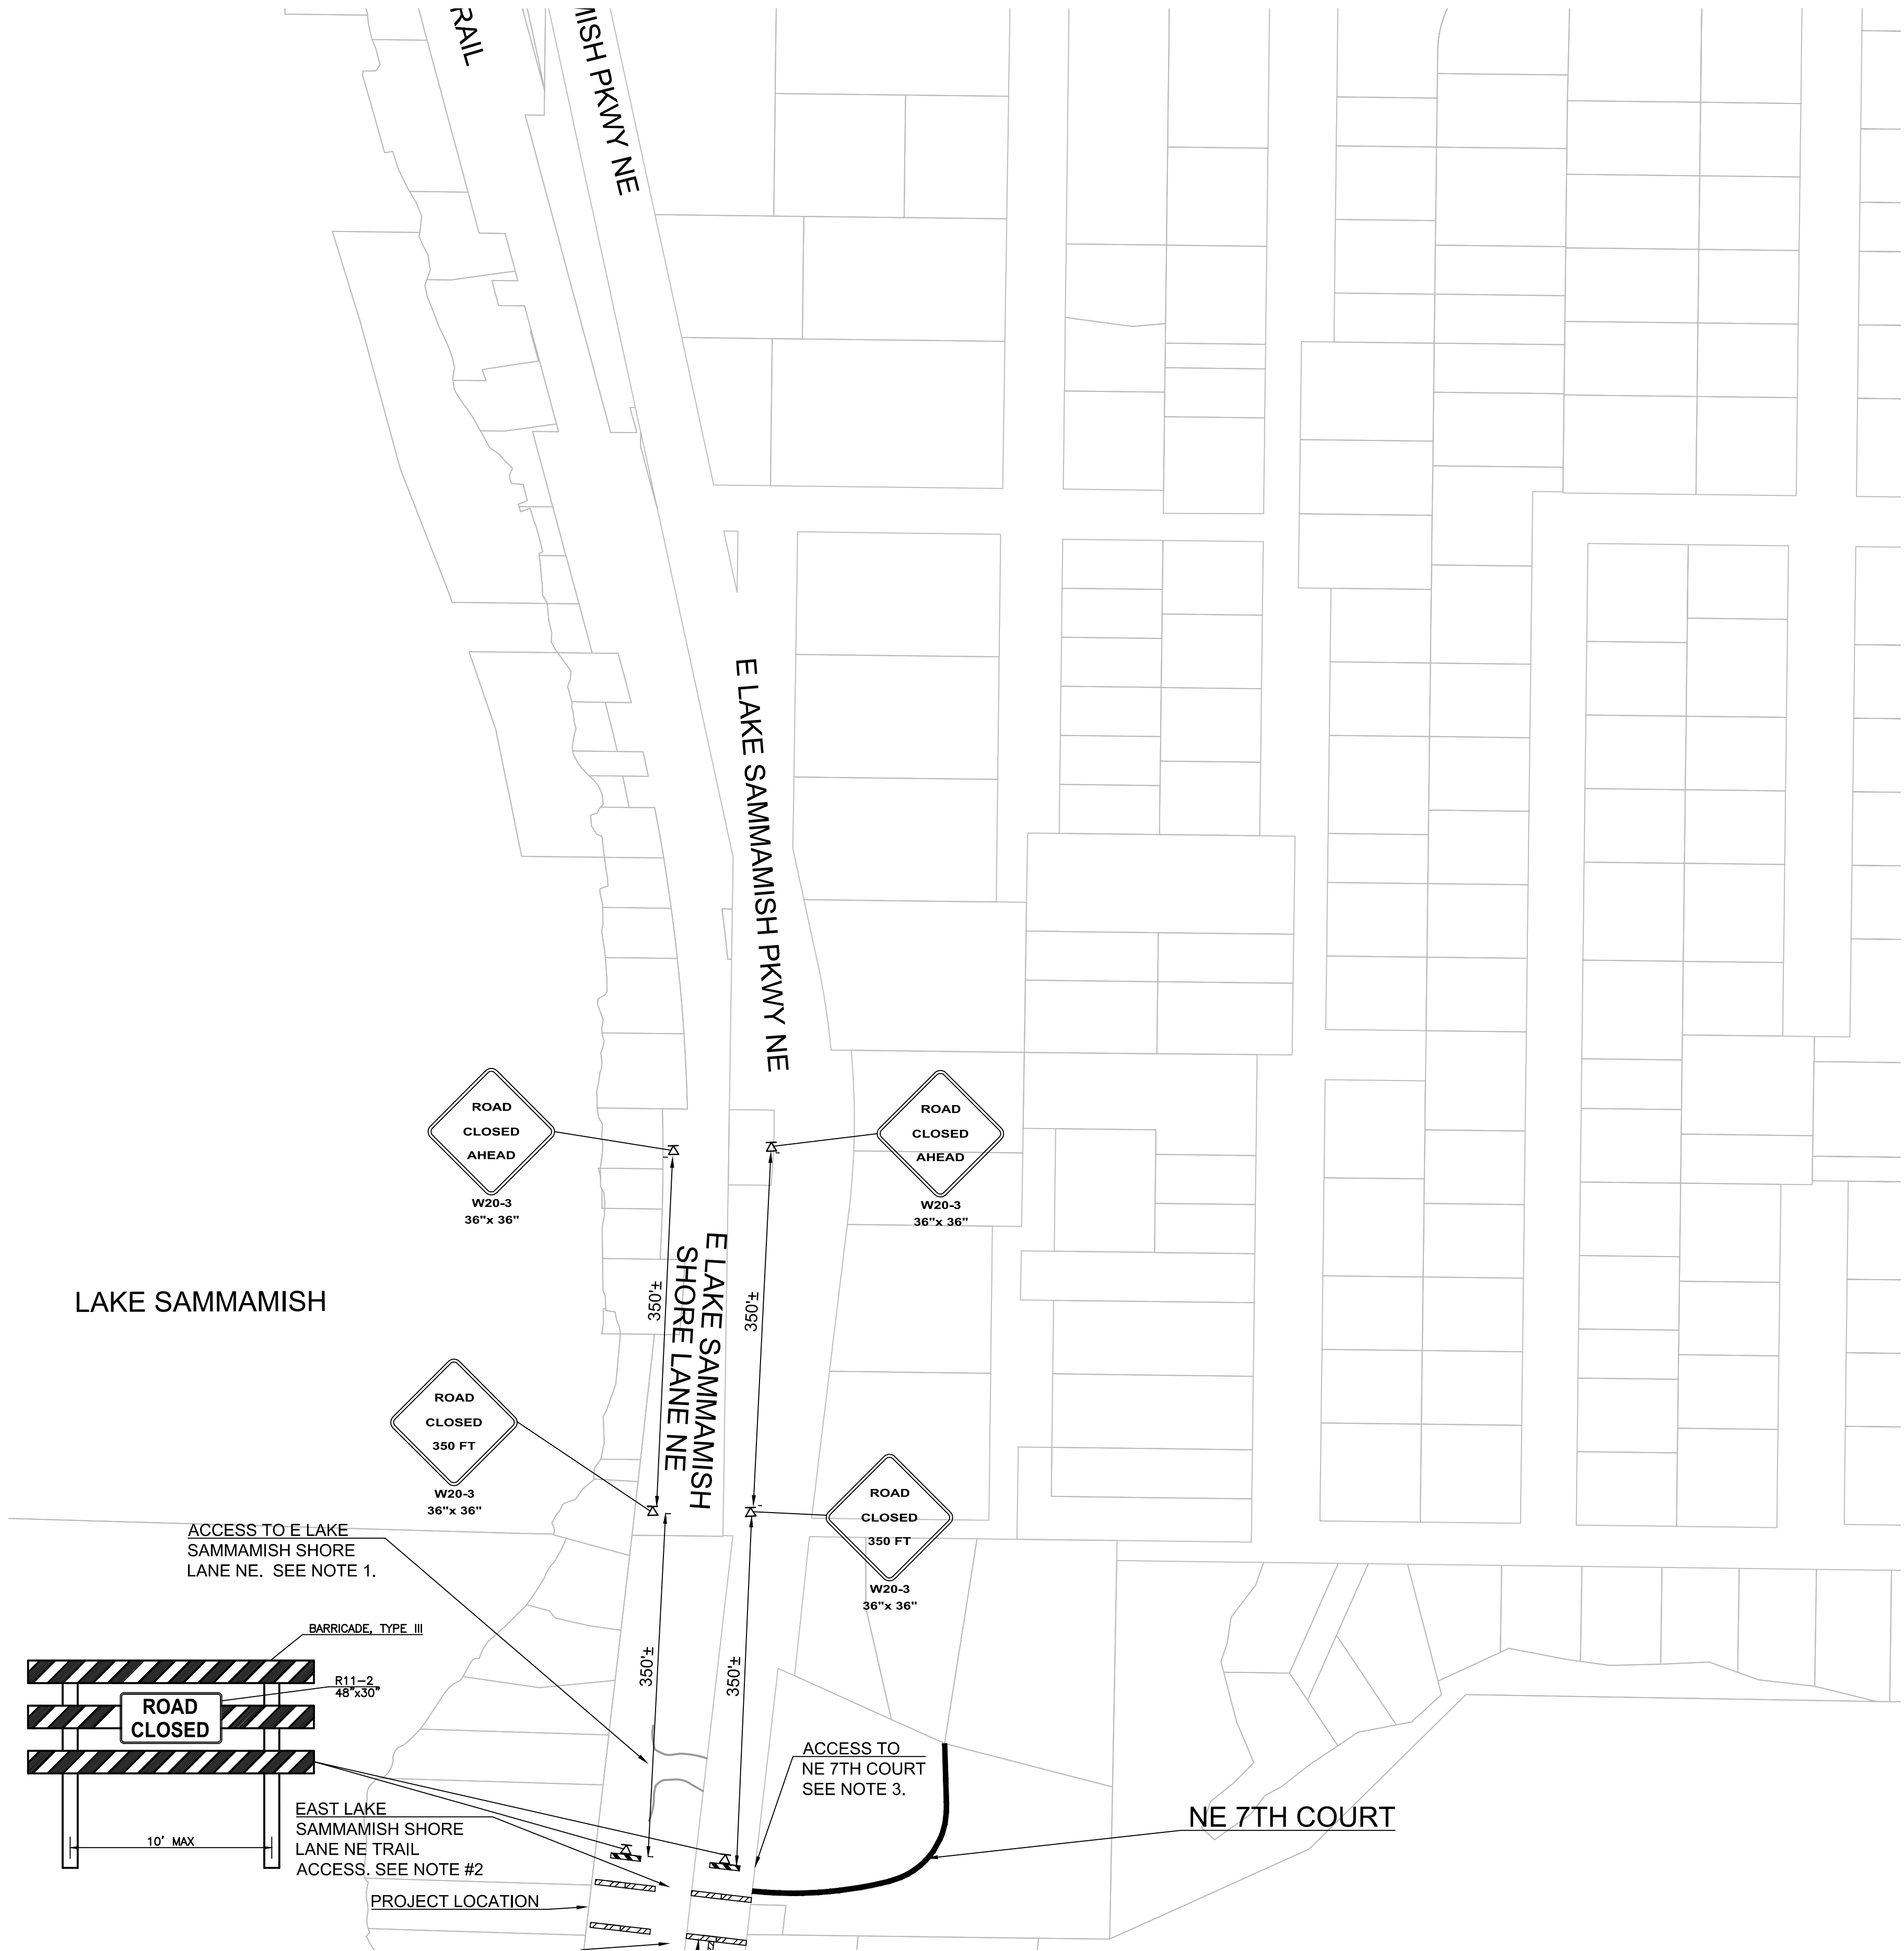 RAIL
MISH PKWY NE
E LAKE SAMMAMISH PKWY NE
ROAD
CLOSED
AHEAD
W20-3
36"x 36"
ROAD
CLOSED
AHEAD
W20-3
36"x 36"
350'±
E LAKE SAMMAMISH
SHORE LANE NE
350'±
LAKE SAMMAMISH
ROAD
CLOSED
350 FT
W20-3
36"x 36"
ROAD
CLOSED
350 FT
W20-3
36"x 36"
ACCESS TO E LAKE
SAMMAMISH SHORE
LANE NE. SEE NOTE 1.
BARRICADE, TYPE III
R11-2
48"x30"
ROAD
CLOSED
10' MAX
350'±
350'±
ACCESS TO
NE 7TH COURT
SEE NOTE 3.
NE 7TH COURT
EAST LAKE
SAMMAMISH SHORE
LANE NE TRAIL
ACCESS. SEE NOTE #2
PROJECT LOCATION